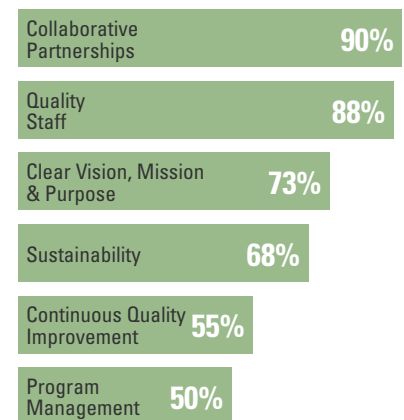 Collaborative
Partnerships
90%
Quality
Staff
88%
Clear Vision, Mission
& Purpose
73%
Sustainability
68%
Continuous Quality
Improvement
55%
Program
Management
50%